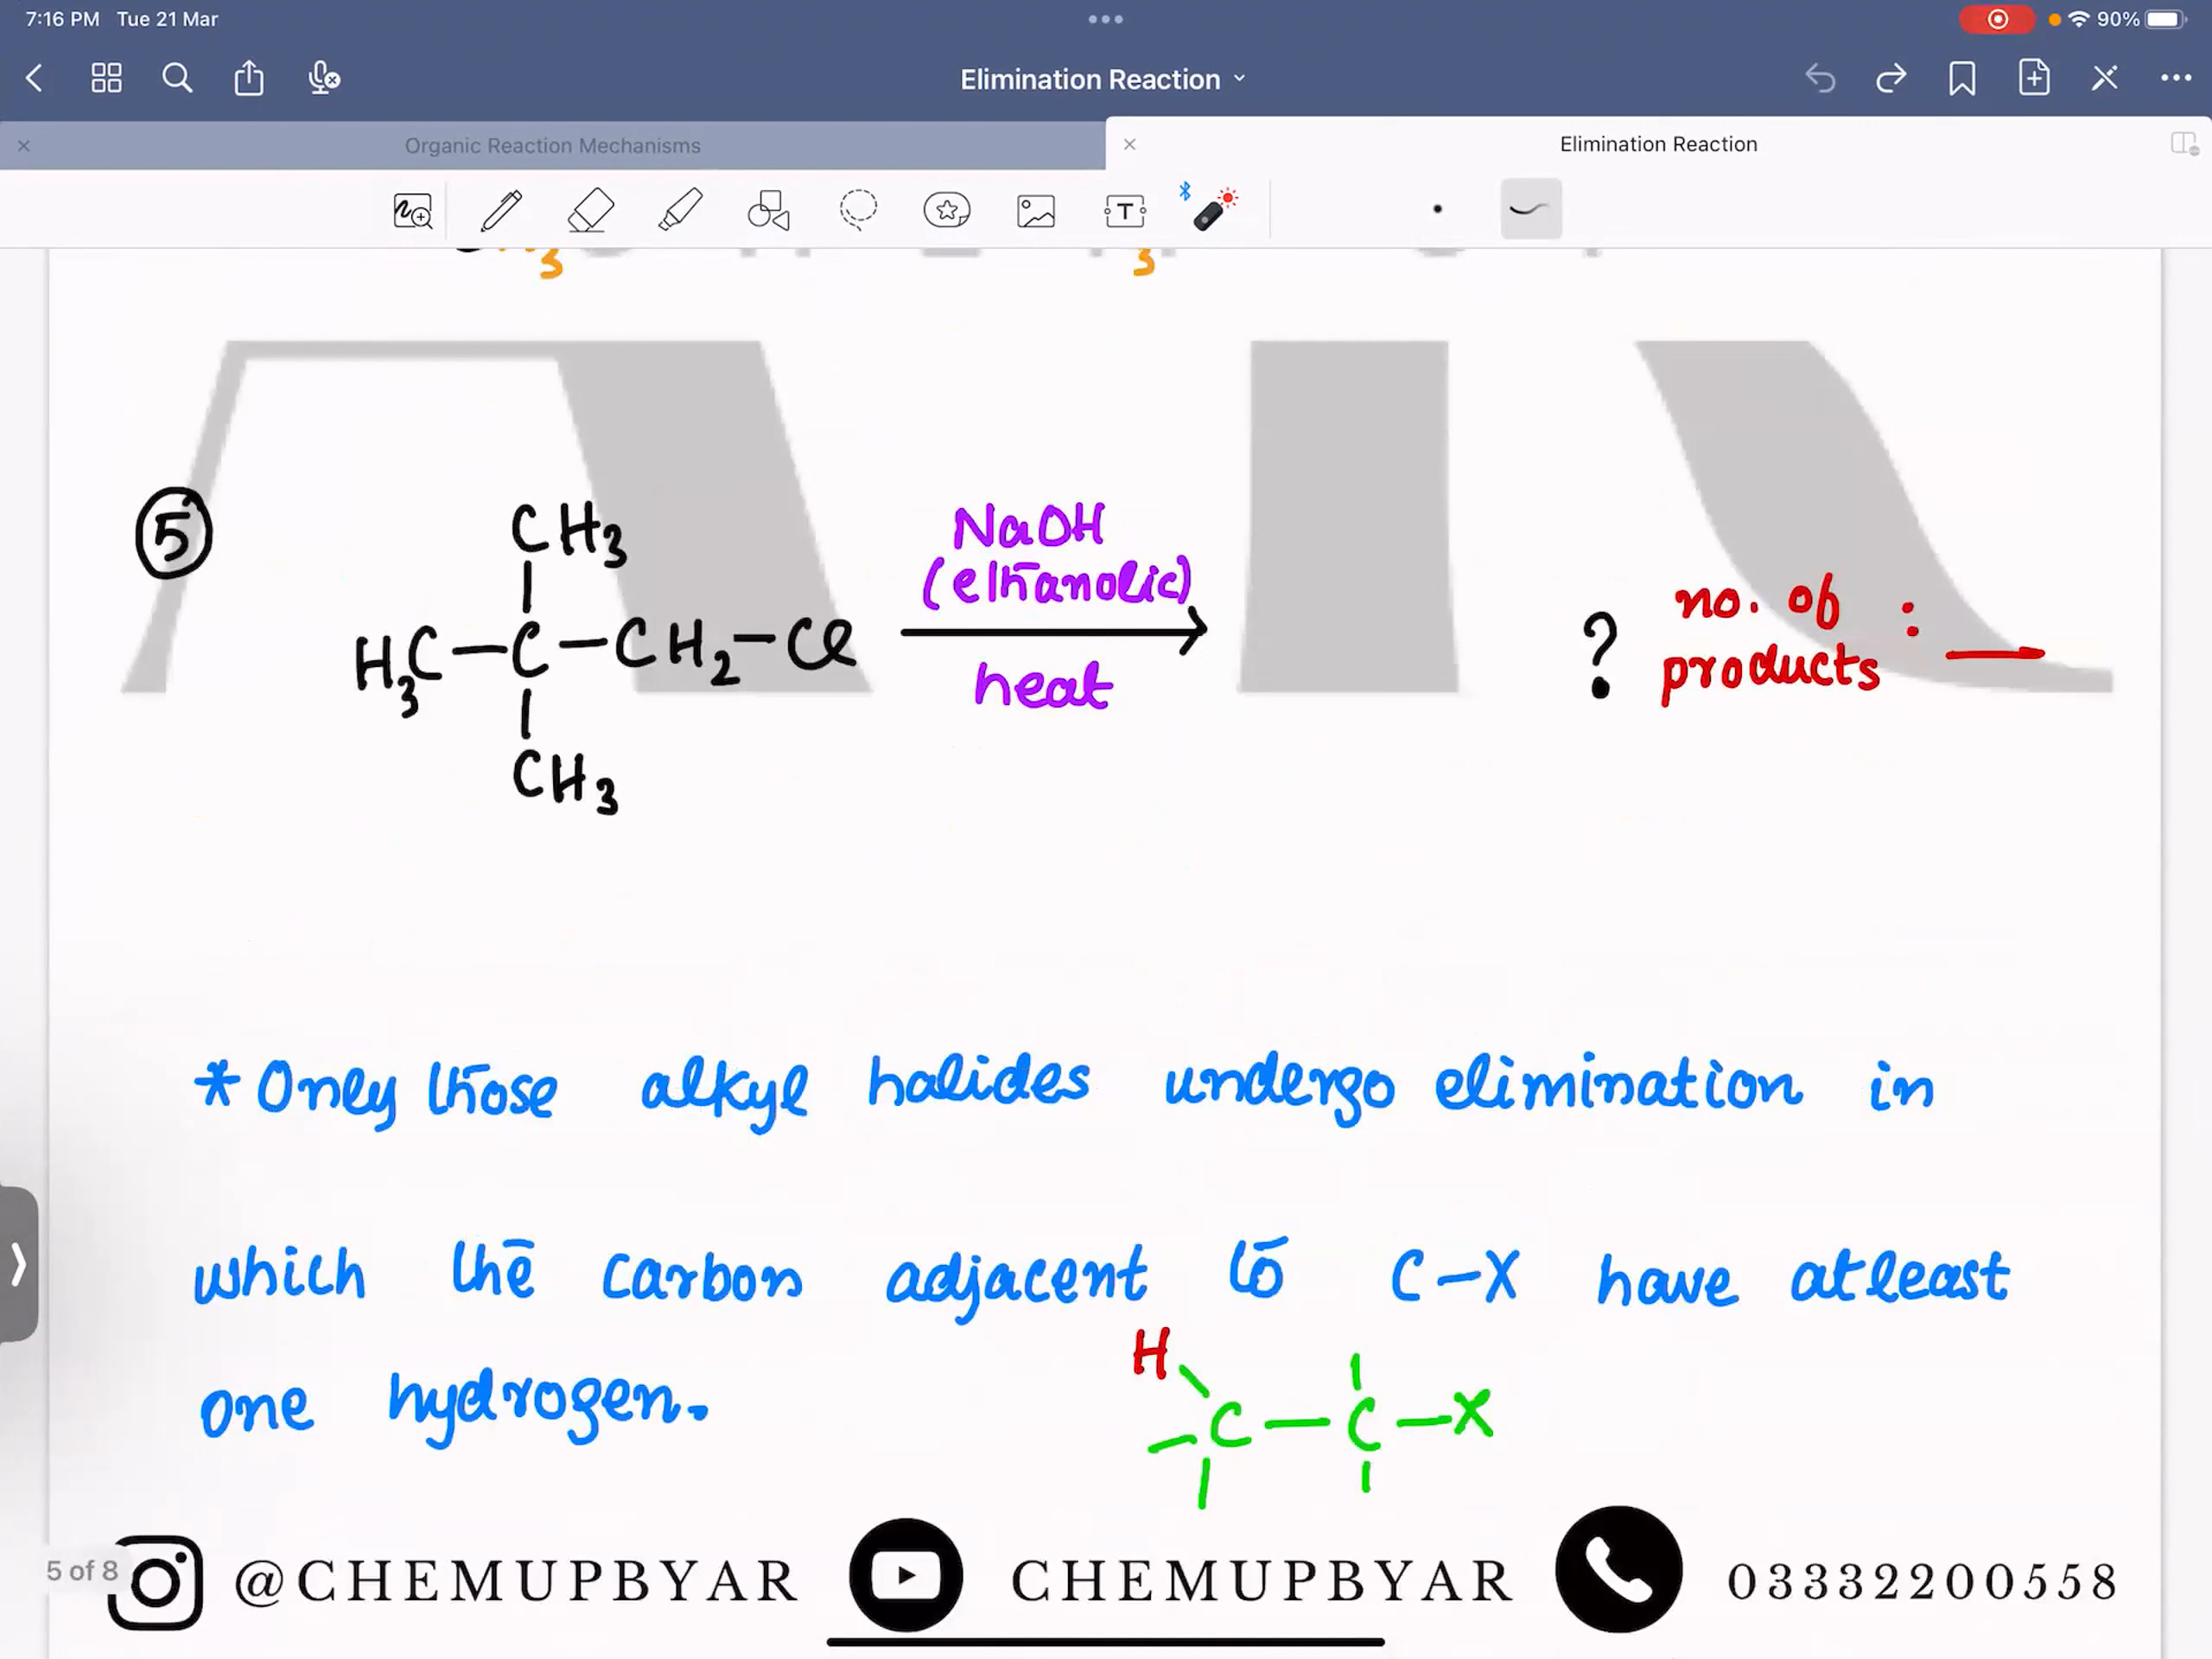 7:16 PM Tue 21 Mar
90%
Elimination Reaction
Organic Reaction Mechanisms
Elimination Reaction
T
5
CH3
H3C-C-CH2-Cl
CH3
NaOH
(ethanolic)
heat
?
no. of
products : __
* Only those alkyl halides undergo elimination in
which the carbon adjacent to C-X have atleast
one hydrogen.
H
-C-C-X
5 of 8
@CHEMUPBYAR
CHEMUPBYAR
03332200558